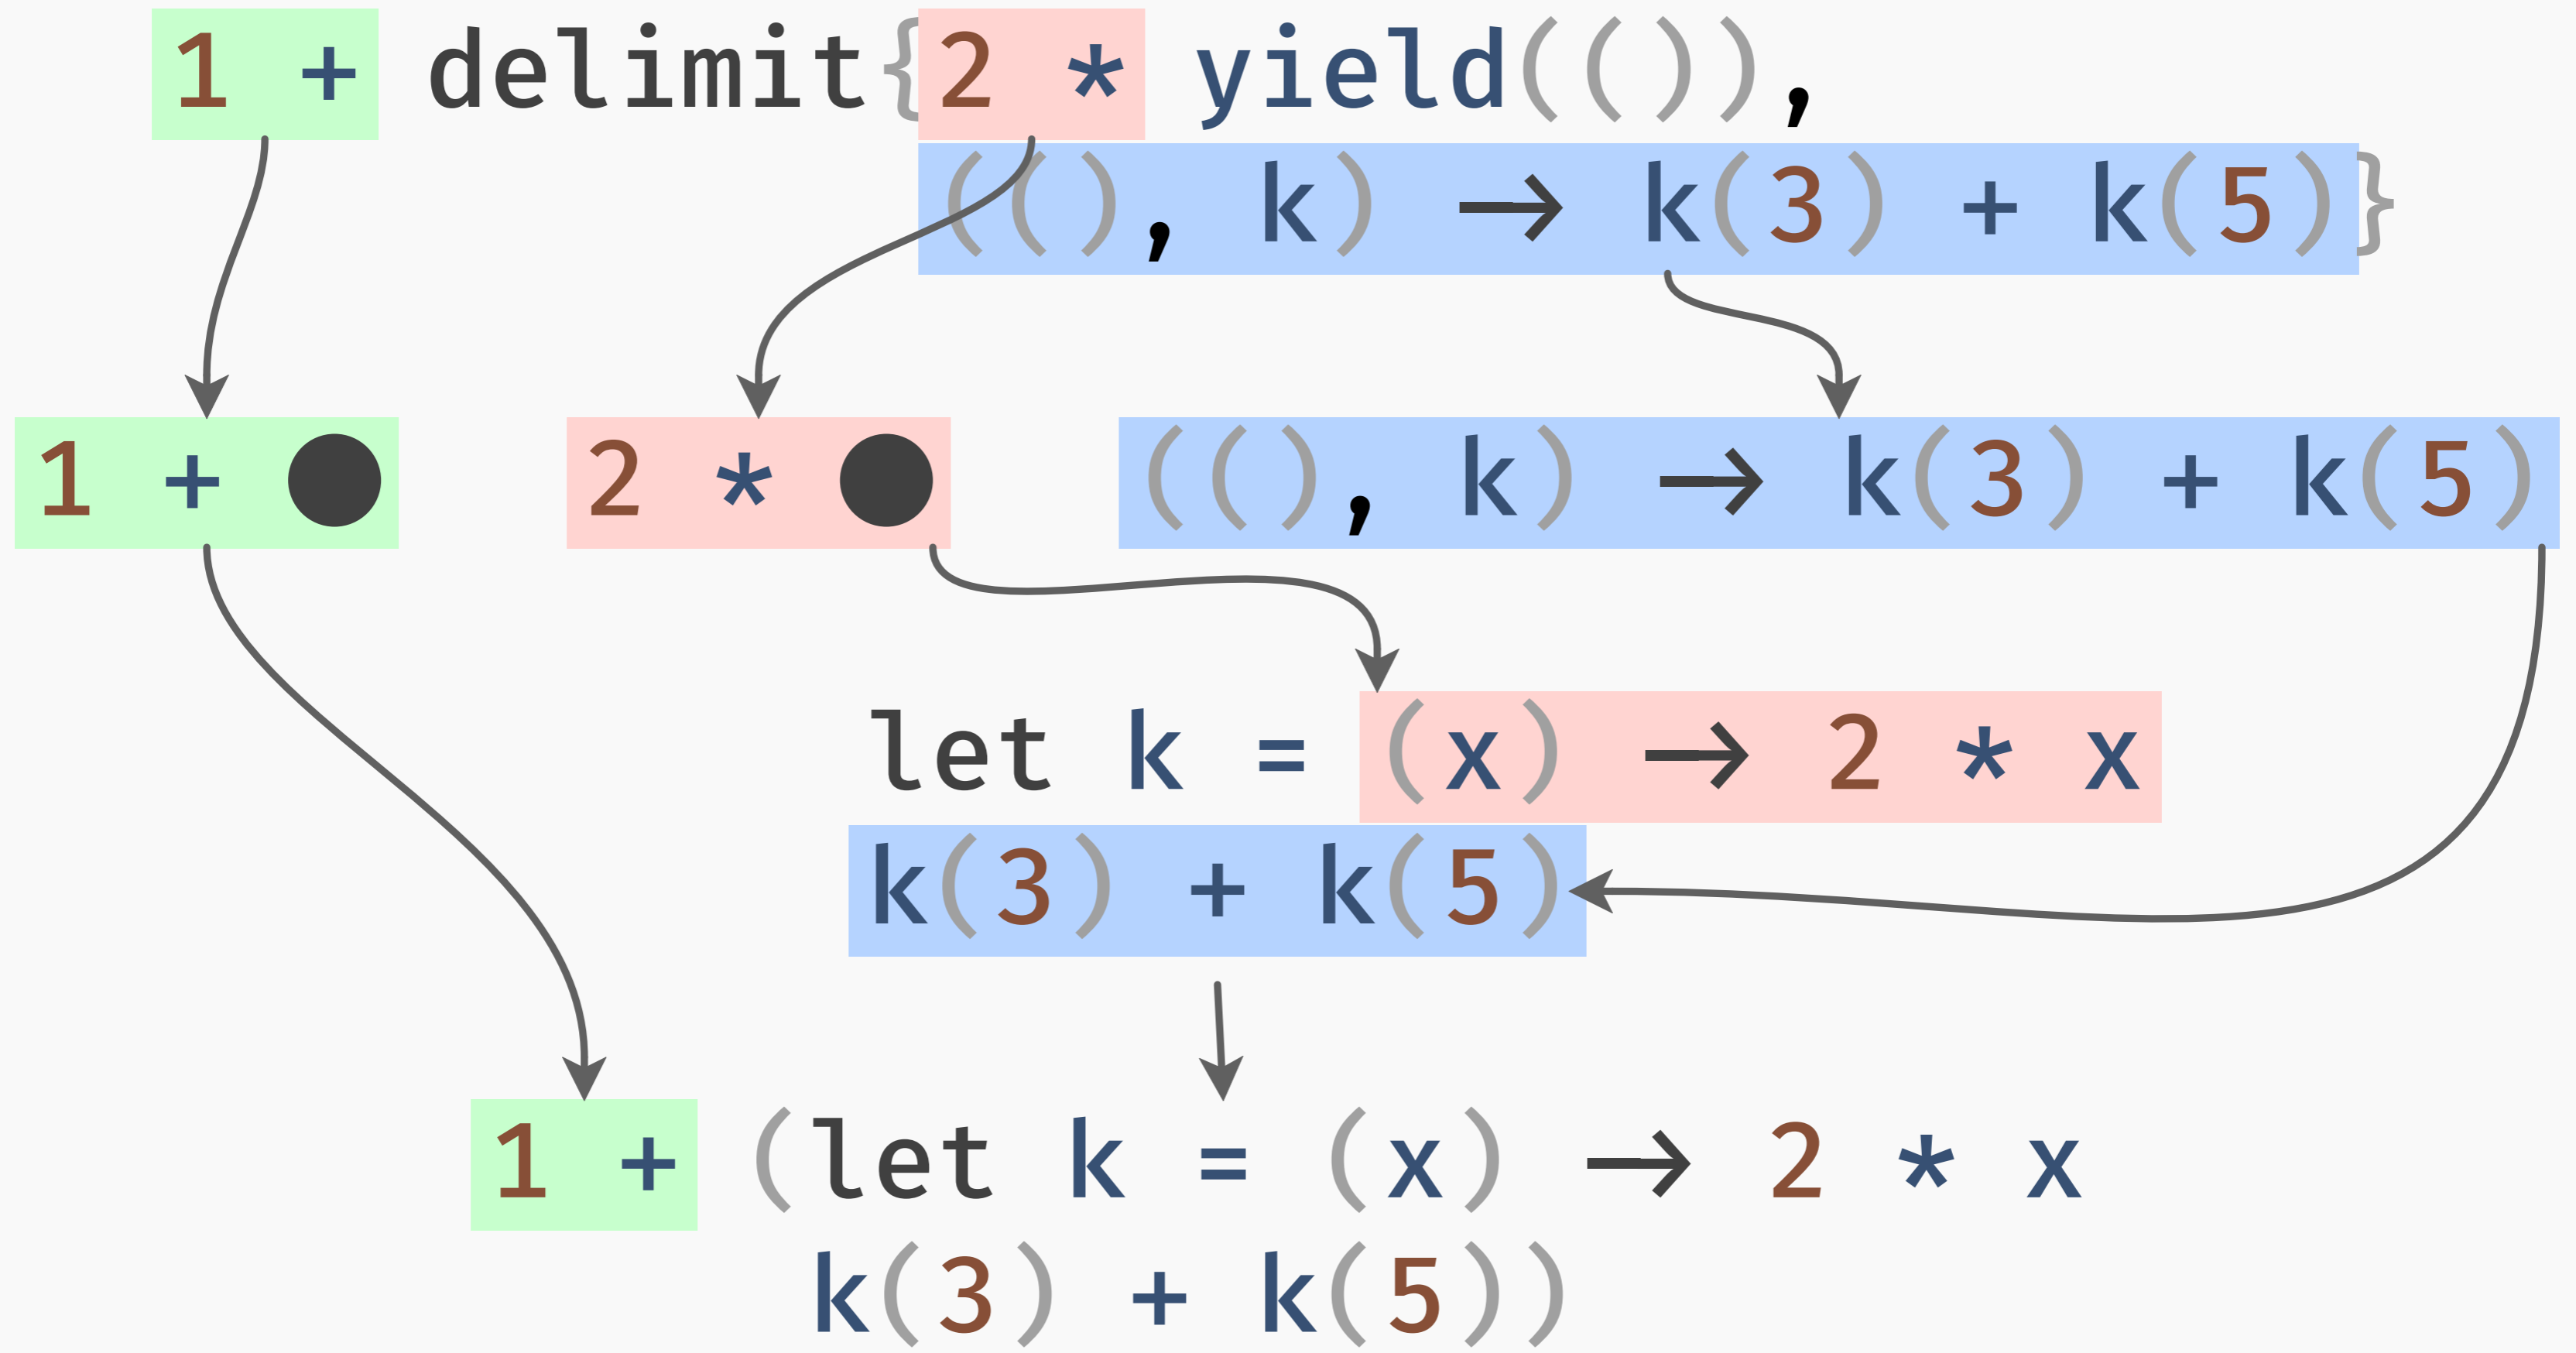 1 + delimit{2 * yield(()),
((), k) → k(3) + k(5)}
1 + ●
2 * ●
((), k) → k(3) + k(5)
let k = (x) → 2 * x
k(3) + k(5)
1 + (let k = (x) → 2 * x
k(3) + k(5))